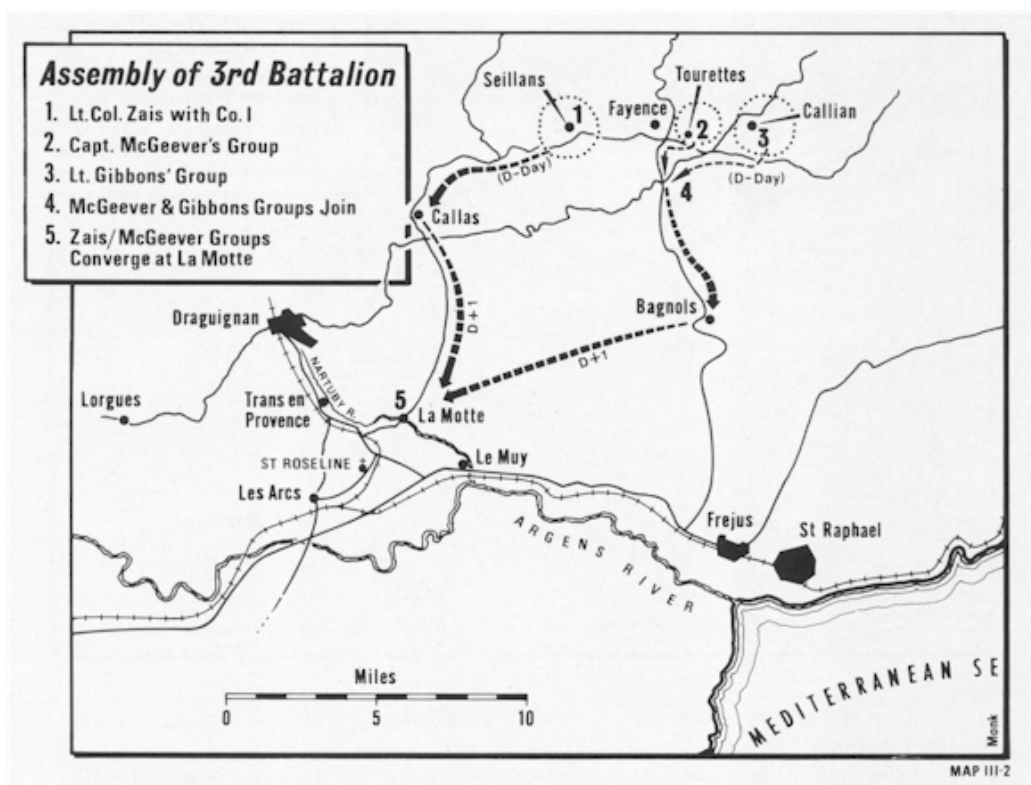 Assembly of 3rd Battalion
1. Lt.Col. Zais with Co. I
2. Capt. McGeever's Group
3. Lt. Gibbons' Group
4. McGeever & Gibbons Groups Join
5. Zais/McGeever Groups
Converge at La Motte
Seillans
Tourettes
Fayence
Callian
1
2
3
(D-Day)
(D-Day)
4
Callas
Bagnols
Draguignan
D+1
D+1
NARTUBY R.
Lorgues
Trans en
Provence
5
La Motte
ST ROSELINE
Le Muy
Les Arcs
Frejus
St Raphael
ARGENS RIVER
MEDITERRANEAN SE
Miles
0 5 10
Monk
MAP III-2